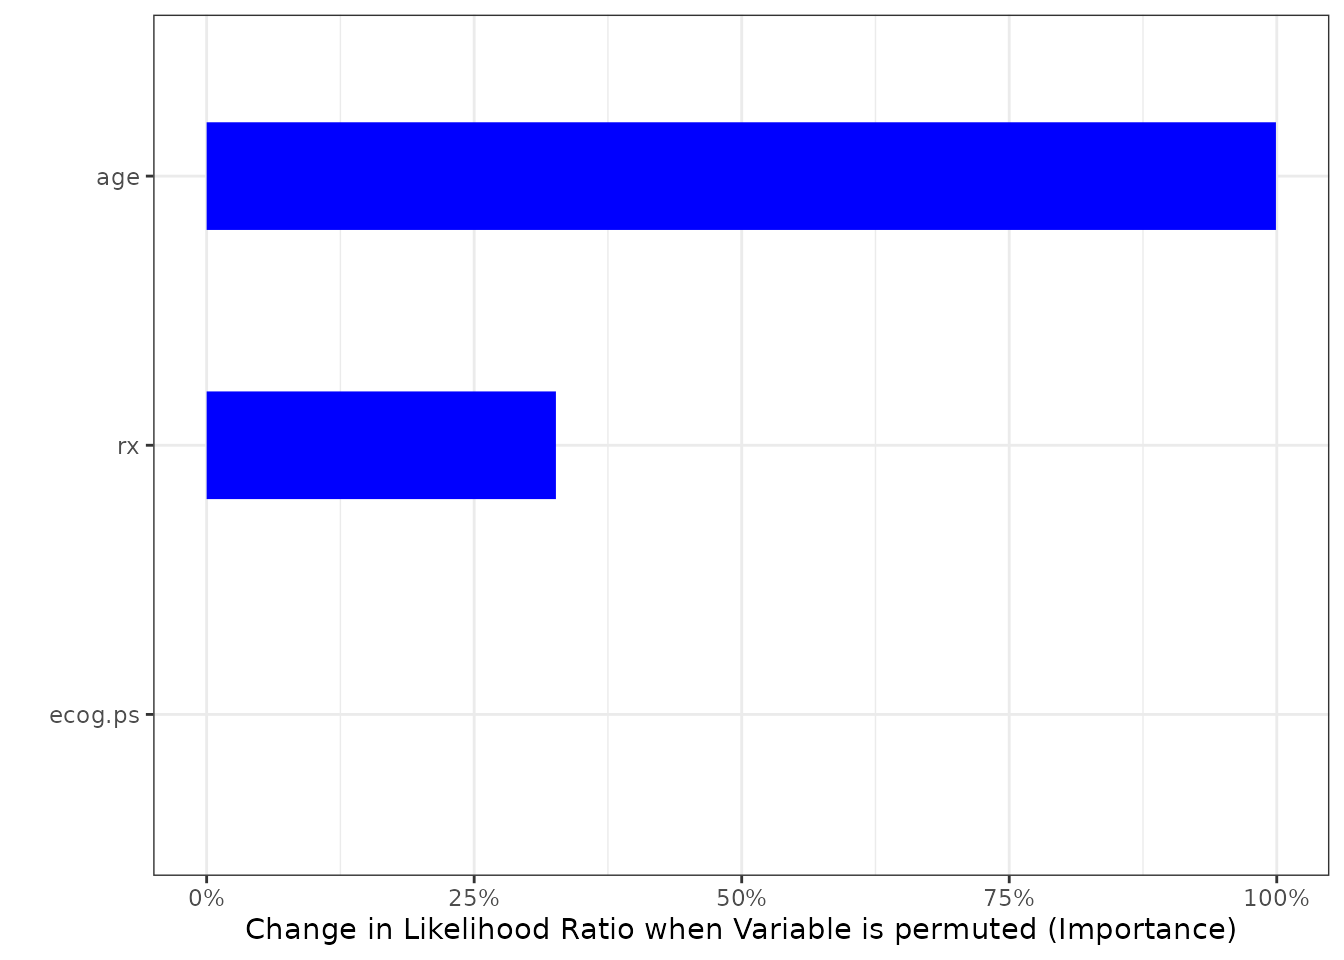 age
rx
ecog.ps
0% 25% 50% 75% 100%
Change in Likelihood Ratio when Variable is permuted (Importance)